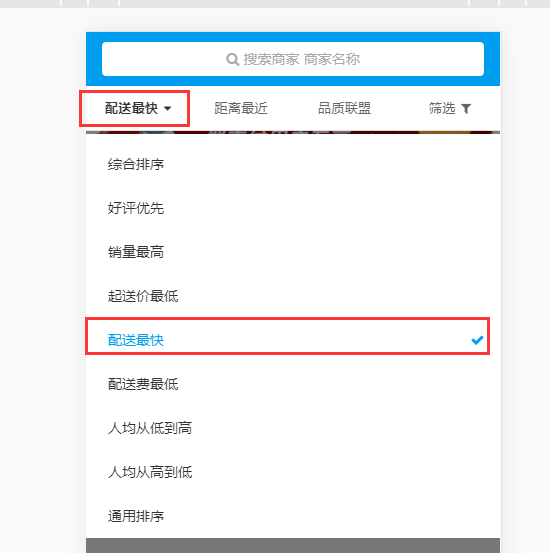 搜索商家 商家名称
配送最快 距离最近 品质联盟 筛选
综合排序
好评优先
销量最高
起送价最低
配送最快
配送费最低
人均从低到高
人均从高到低
通用排序